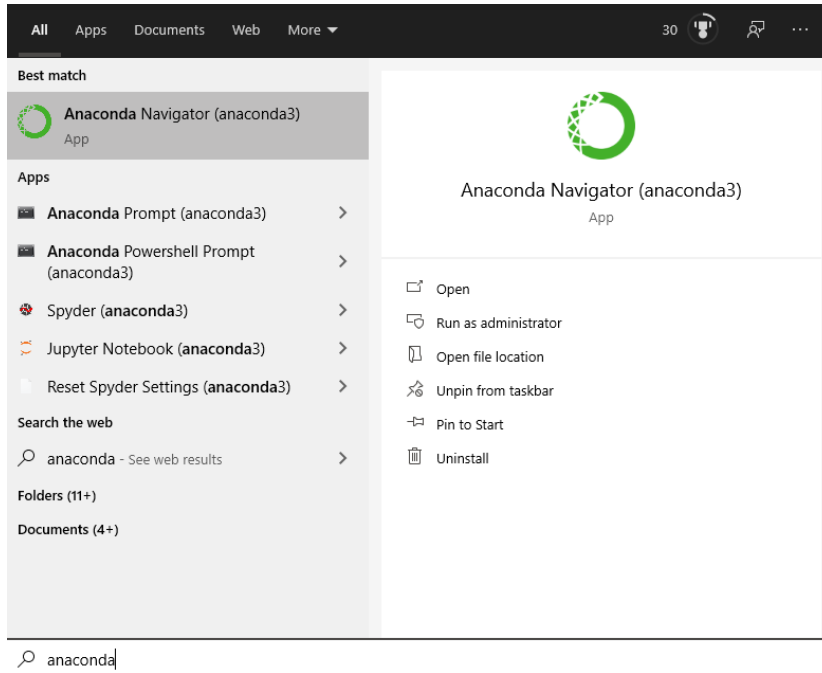 All Apps Documents Web More 30
Best match
Anaconda Navigator (anaconda3)
App
Apps
Anaconda Prompt (anaconda3)
Anaconda Powershell Prompt
(anaconda3)
Spyder (anaconda3)
Jupyter Notebook (anaconda3)
Reset Spyder Settings (anaconda3)
Search the web
anaconda - See web results
Folders (11+)
Documents (4+)
Anaconda Navigator (anaconda3)
App
Open
Run as administrator
Open file location
Unpin from taskbar
Pin to Start
Uninstall
anaconda